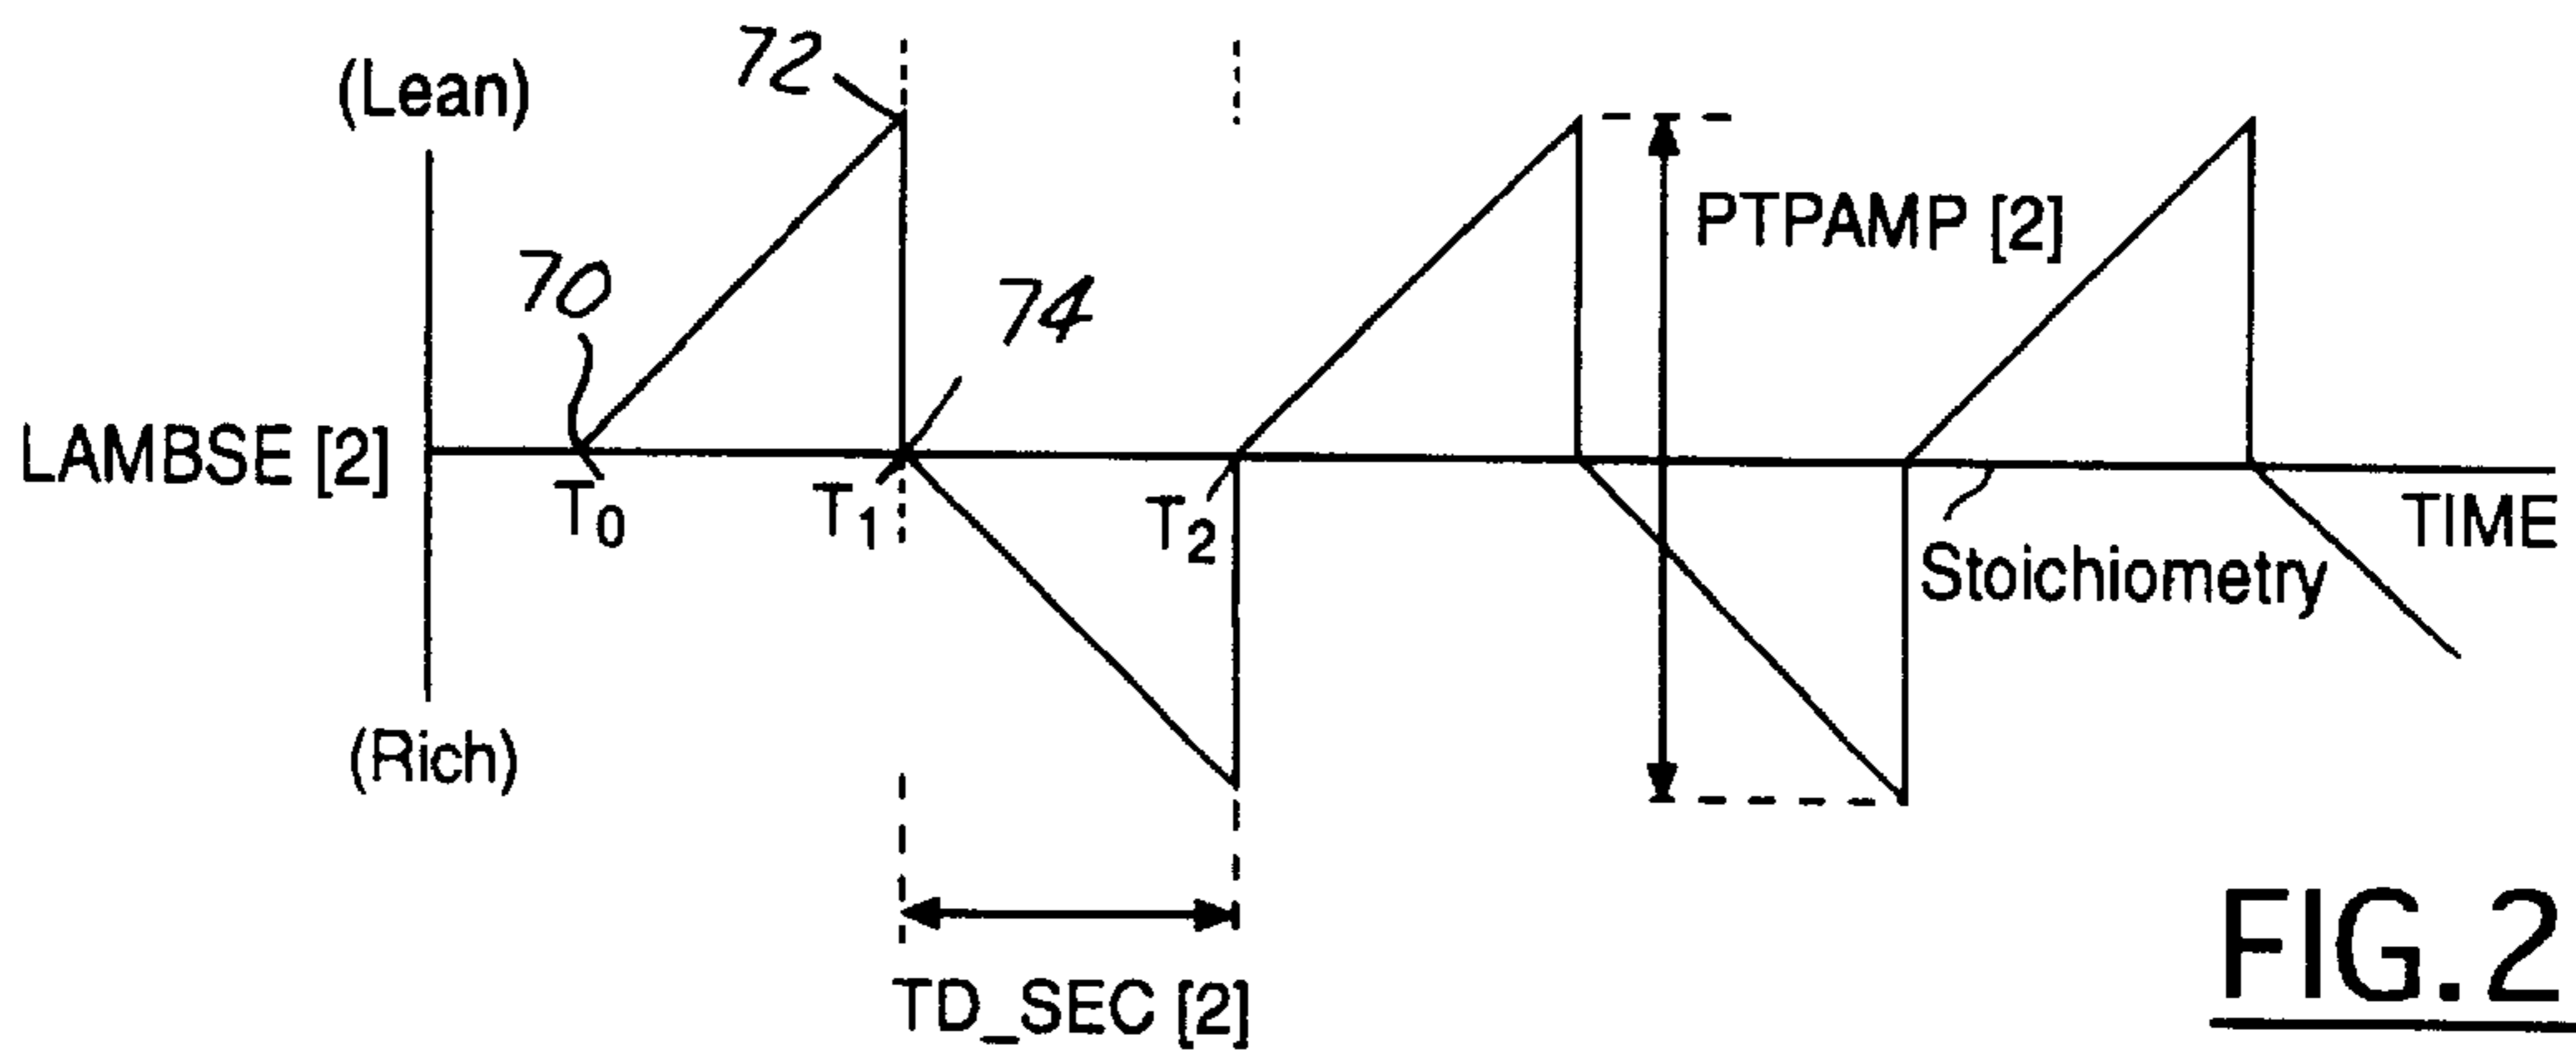 72
(Lean)
PTPAMP [2]
70
74
LAMBSE [2]
T0
T1
T2
TIME
Stoichiometry
(Rich)
TD_SEC [2]
FIG.2